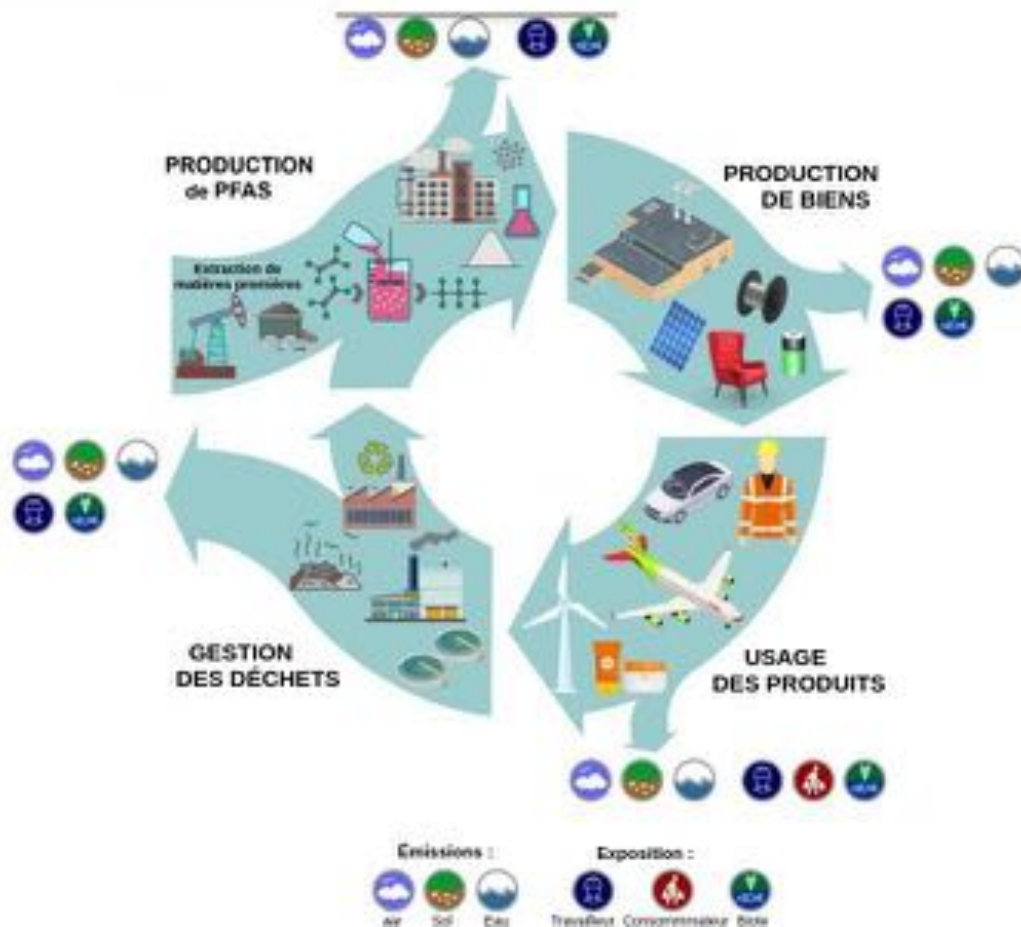 PRODUCTION
de PFAS
PRODUCTION
DE BIENS
Extraction de
matières premières
GESTION
DES DÉCHETS
USAGE
DES PRODUITS
Émissions :
Exposition :
Air
Sol
Eau
Travailleur
Consommateur
Biote